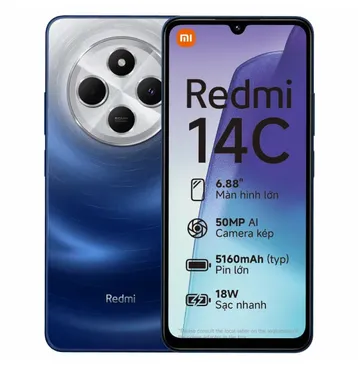 Redmi
14C
6.88"
Màn hình lớn
50MP AI
Camera kép
5160mAh (typ)
Pin lớn
18W
Sạc nhanh
Redmi